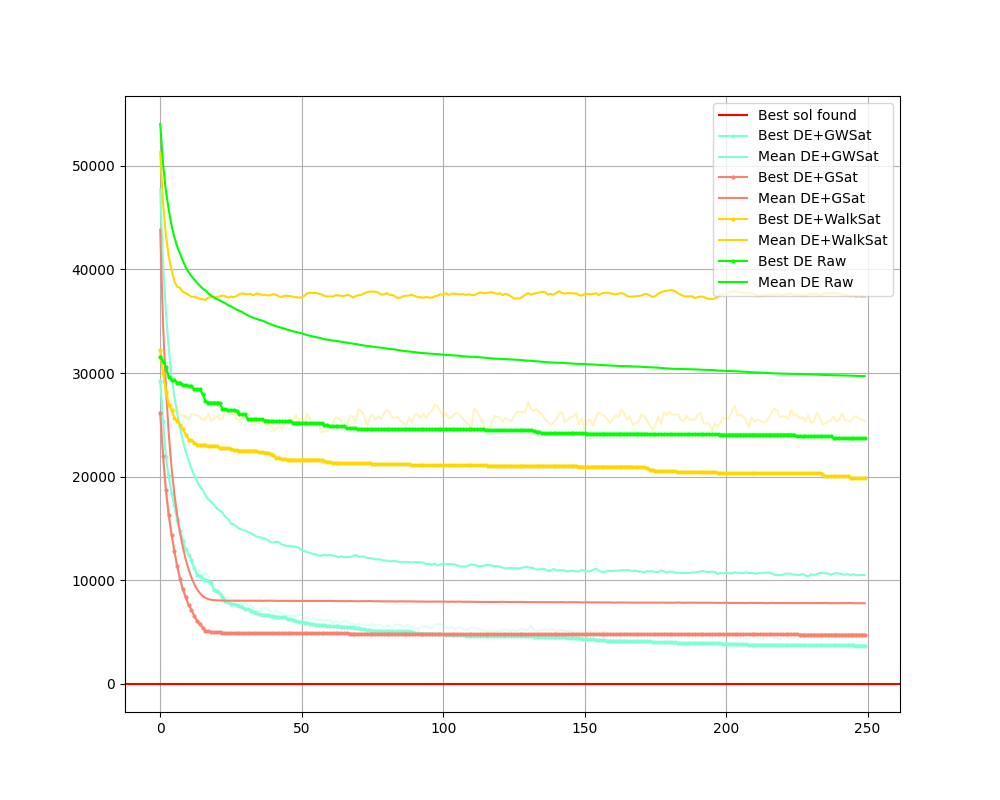 Best sol found
Best DE+GWSat
Mean DE+GWSat
Best DE+GSat
Mean DE+GSat
Best DE+WalkSat
Mean DE+WalkSat
Best DE Raw
Mean DE Raw
50000
40000
30000
20000
10000
0
0 50 100 150 200 250